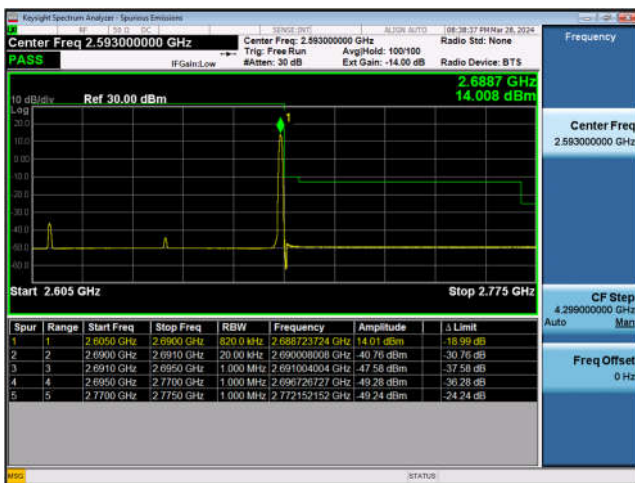 Keysight Spectrum Analyzer - Spurious Emissions
RF 50 Ω DC SENSE:INT ALIGN AUTO 08:38:37 PM Mar 28, 2024
Center Freq 2.593000000 GHz
Center Freq: 2.593000000 GHz
Radio Std: None
Trig: Free Run Avg|Hold: 100/100
PASS
IFGain:Low
#Atten: 30 dB Ext Gain: -14.00 dB
Radio Device: BTS
2.6887 GHz
14.008 dBm
10 dB/div Ref 30.00 dBm
Log
20.0
10.0
0.00
-10.0
-20.0
-30.0
-40.0
-50.0
-60.0
1
Start 2.605 GHz Stop 2.775 GHz
Spur Range Start Freq Stop Freq RBW Frequency Amplitude Δ Limit
1 1 2.6050 GHz 2.6900 GHz 820.0 kHz 2.688723724 GHz 14.01 dBm -18.99 dB
2 2 2.6900 GHz 2.6910 GHz 20.00 kHz 2.690008008 GHz -40.76 dBm -30.76 dB
3 3 2.6910 GHz 2.6950 GHz 1.000 MHz 2.691004004 GHz -47.58 dBm -37.58 dB
4 4 2.6950 GHz 2.7700 GHz 1.000 MHz 2.696726727 GHz -49.28 dBm -36.28 dB
5 5 2.7700 GHz 2.7750 GHz 1.000 MHz 2.772152152 GHz -49.24 dBm -24.24 dB
MSG STATUS
Frequency
Center Freq
2.593000000 GHz
CF Step
4.299000000 GHz
Auto Man
Freq Offset
0 Hz